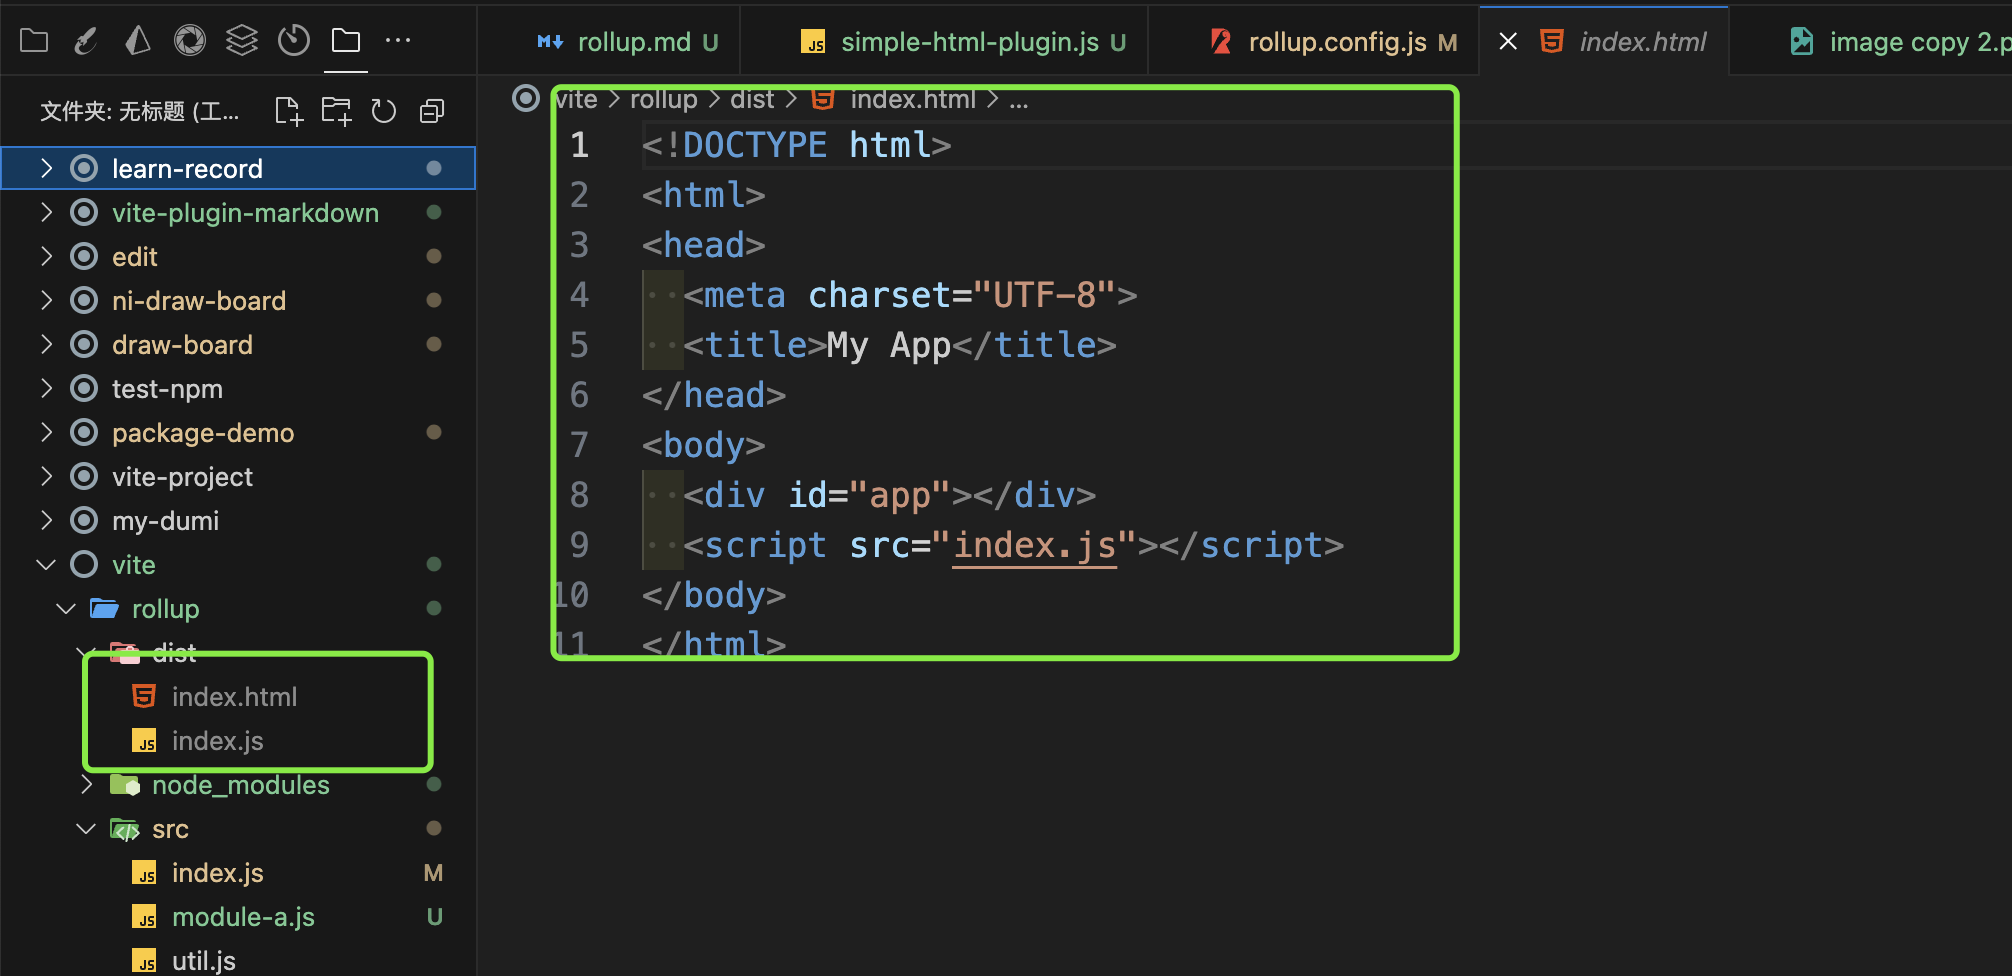 rollup.md U
simple-html-plugin.js U
rollup.config.js M
index.html
image copy 2.p
文件夹: 无标题 (工...
learn-record
vite-plugin-markdown
edit
ni-draw-board
draw-board
test-npm
package-demo
vite-project
my-dumi
vite
rollup
dist
index.html
index.js
node_modules
src
index.js M
module-a.js U
util.js
vite > rollup > dist > index.html > ...
1 <!DOCTYPE html>
2 <html>
3 <head>
4 <meta charset="UTF-8">
5 <title>My App</title>
6 </head>
7 <body>
8 <div id="app"></div>
9 <script src="index.js"></script>
10 </body>
11 </html>